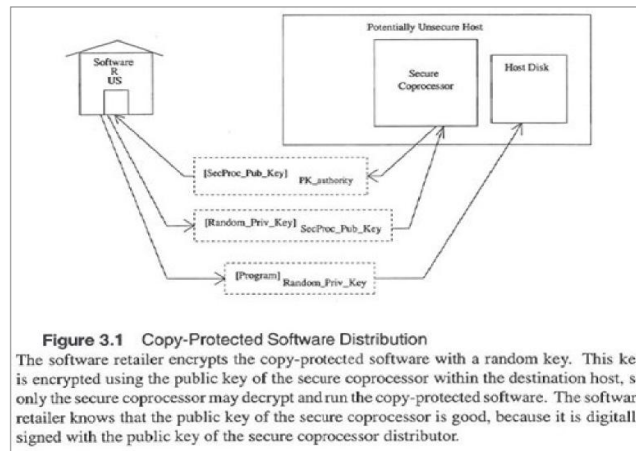 Potentially Unsecure Host
Software
R
US
Secure
Coprocessor
Host Disk
[SecProc_Pub_Key] PK_authority
[Random_Priv_Key] SecProc_Pub_Key
[Program] Random_Priv_Key
Figure 3.1 Copy-Protected Software Distribution
The software retailer encrypts the copy-protected software with a random key. This ke
is encrypted using the public key of the secure coprocessor within the destination host, s
only the secure coprocessor may decrypt and run the copy-protected software. The softwar
retailer knows that the public key of the secure coprocessor is good, because it is digitall
signed with the public key of the secure coprocessor distributor.